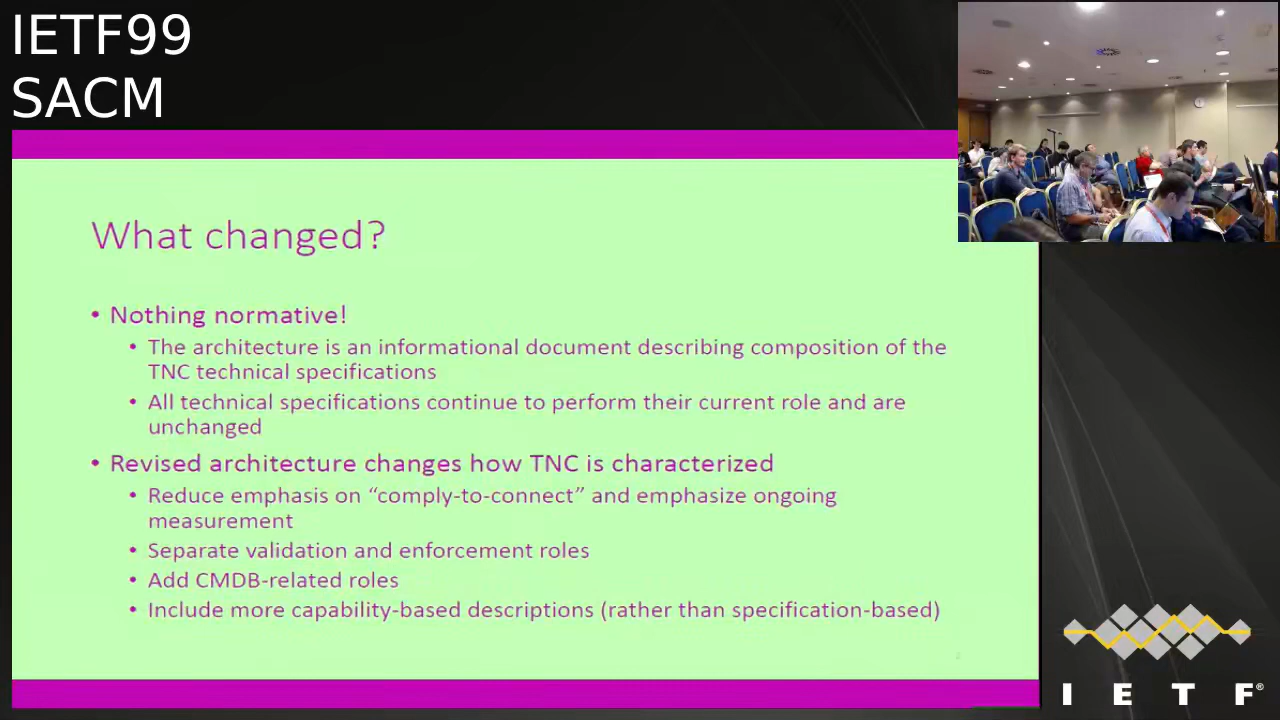 IETF99
SACM
What changed?
• Nothing normative!
• The architecture is an informational document describing composition of the
TNC technical specifications
• All technical specifications continue to perform their current role and are
unchanged
• Revised architecture changes how TNC is characterized
• Reduce emphasis on “comply-to-connect” and emphasize ongoing
measurement
• Separate validation and enforcement roles
• Add CMDB-related roles
• Include more capability-based descriptions (rather than specification-based)
2
I E T F®